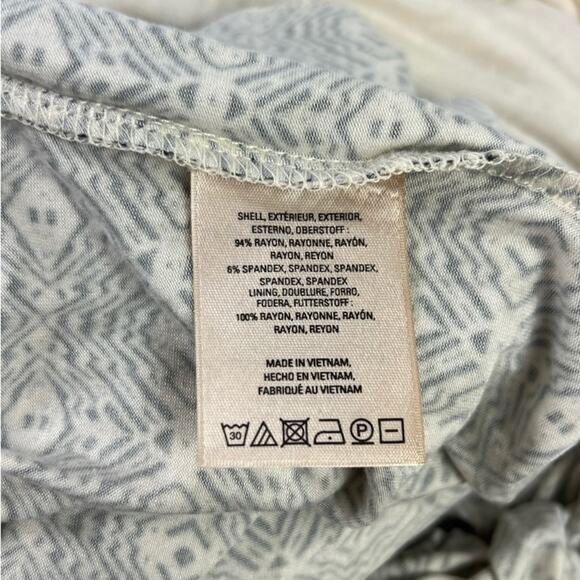 SHELL, EXTÉRIEUR, EXTERIOR,
ESTERNO, OBERSTOFF :
94% RAYON, RAYONNE, RAYÓN,
RAYON, REYON
6% SPANDEX, SPANDEX, SPANDEX,
SPANDEX, SPANDEX
LINING, DOUBLURE, FORRO,
FODERA, FUTTERSTOFF :
100% RAYON, RAYONNE, RAYÓN,
RAYON, REYON
MADE IN VIETNAM,
HECHO EN VIETNAM,
FABRIQUÉ AU VIETNAM
30 P